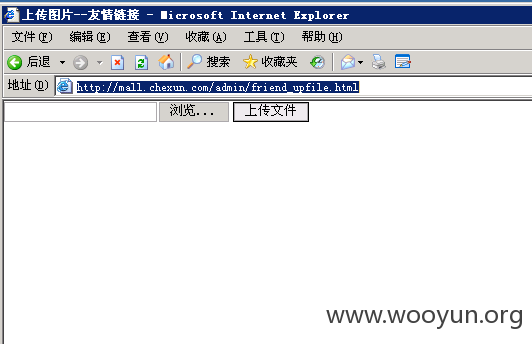 上传图片--友情链接 - Microsoft Internet Explorer
文件(F) 编辑(E) 查看(V) 收藏(A) 工具(T) 帮助(H)
后退 搜索 收藏夹
地址(D) http://mall.chexun.com/admin/friend_upfile.html
浏览... 上传文件
www.wooyun.org